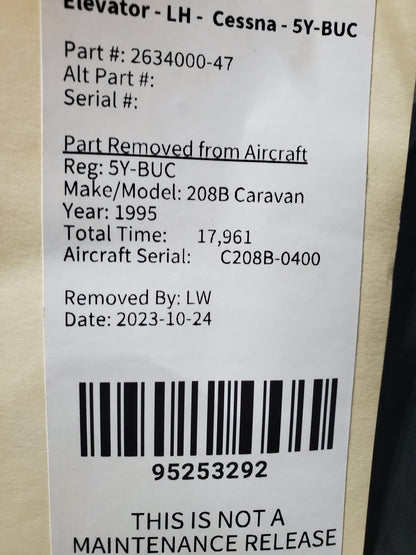 Elevator - LH - Cessna - 5Y-BUC
Part #: 2634000-47
Alt Part #:
Serial #:
Part Removed from Aircraft
Reg: 5Y-BUC
Make/Model: 208B Caravan
Year: 1995
Total Time: 17,961
Aircraft Serial: C208B-0400
Removed By: LW
Date: 2023-10-24
95253292
THIS IS NOT A
MAINTENANCE RELEASE